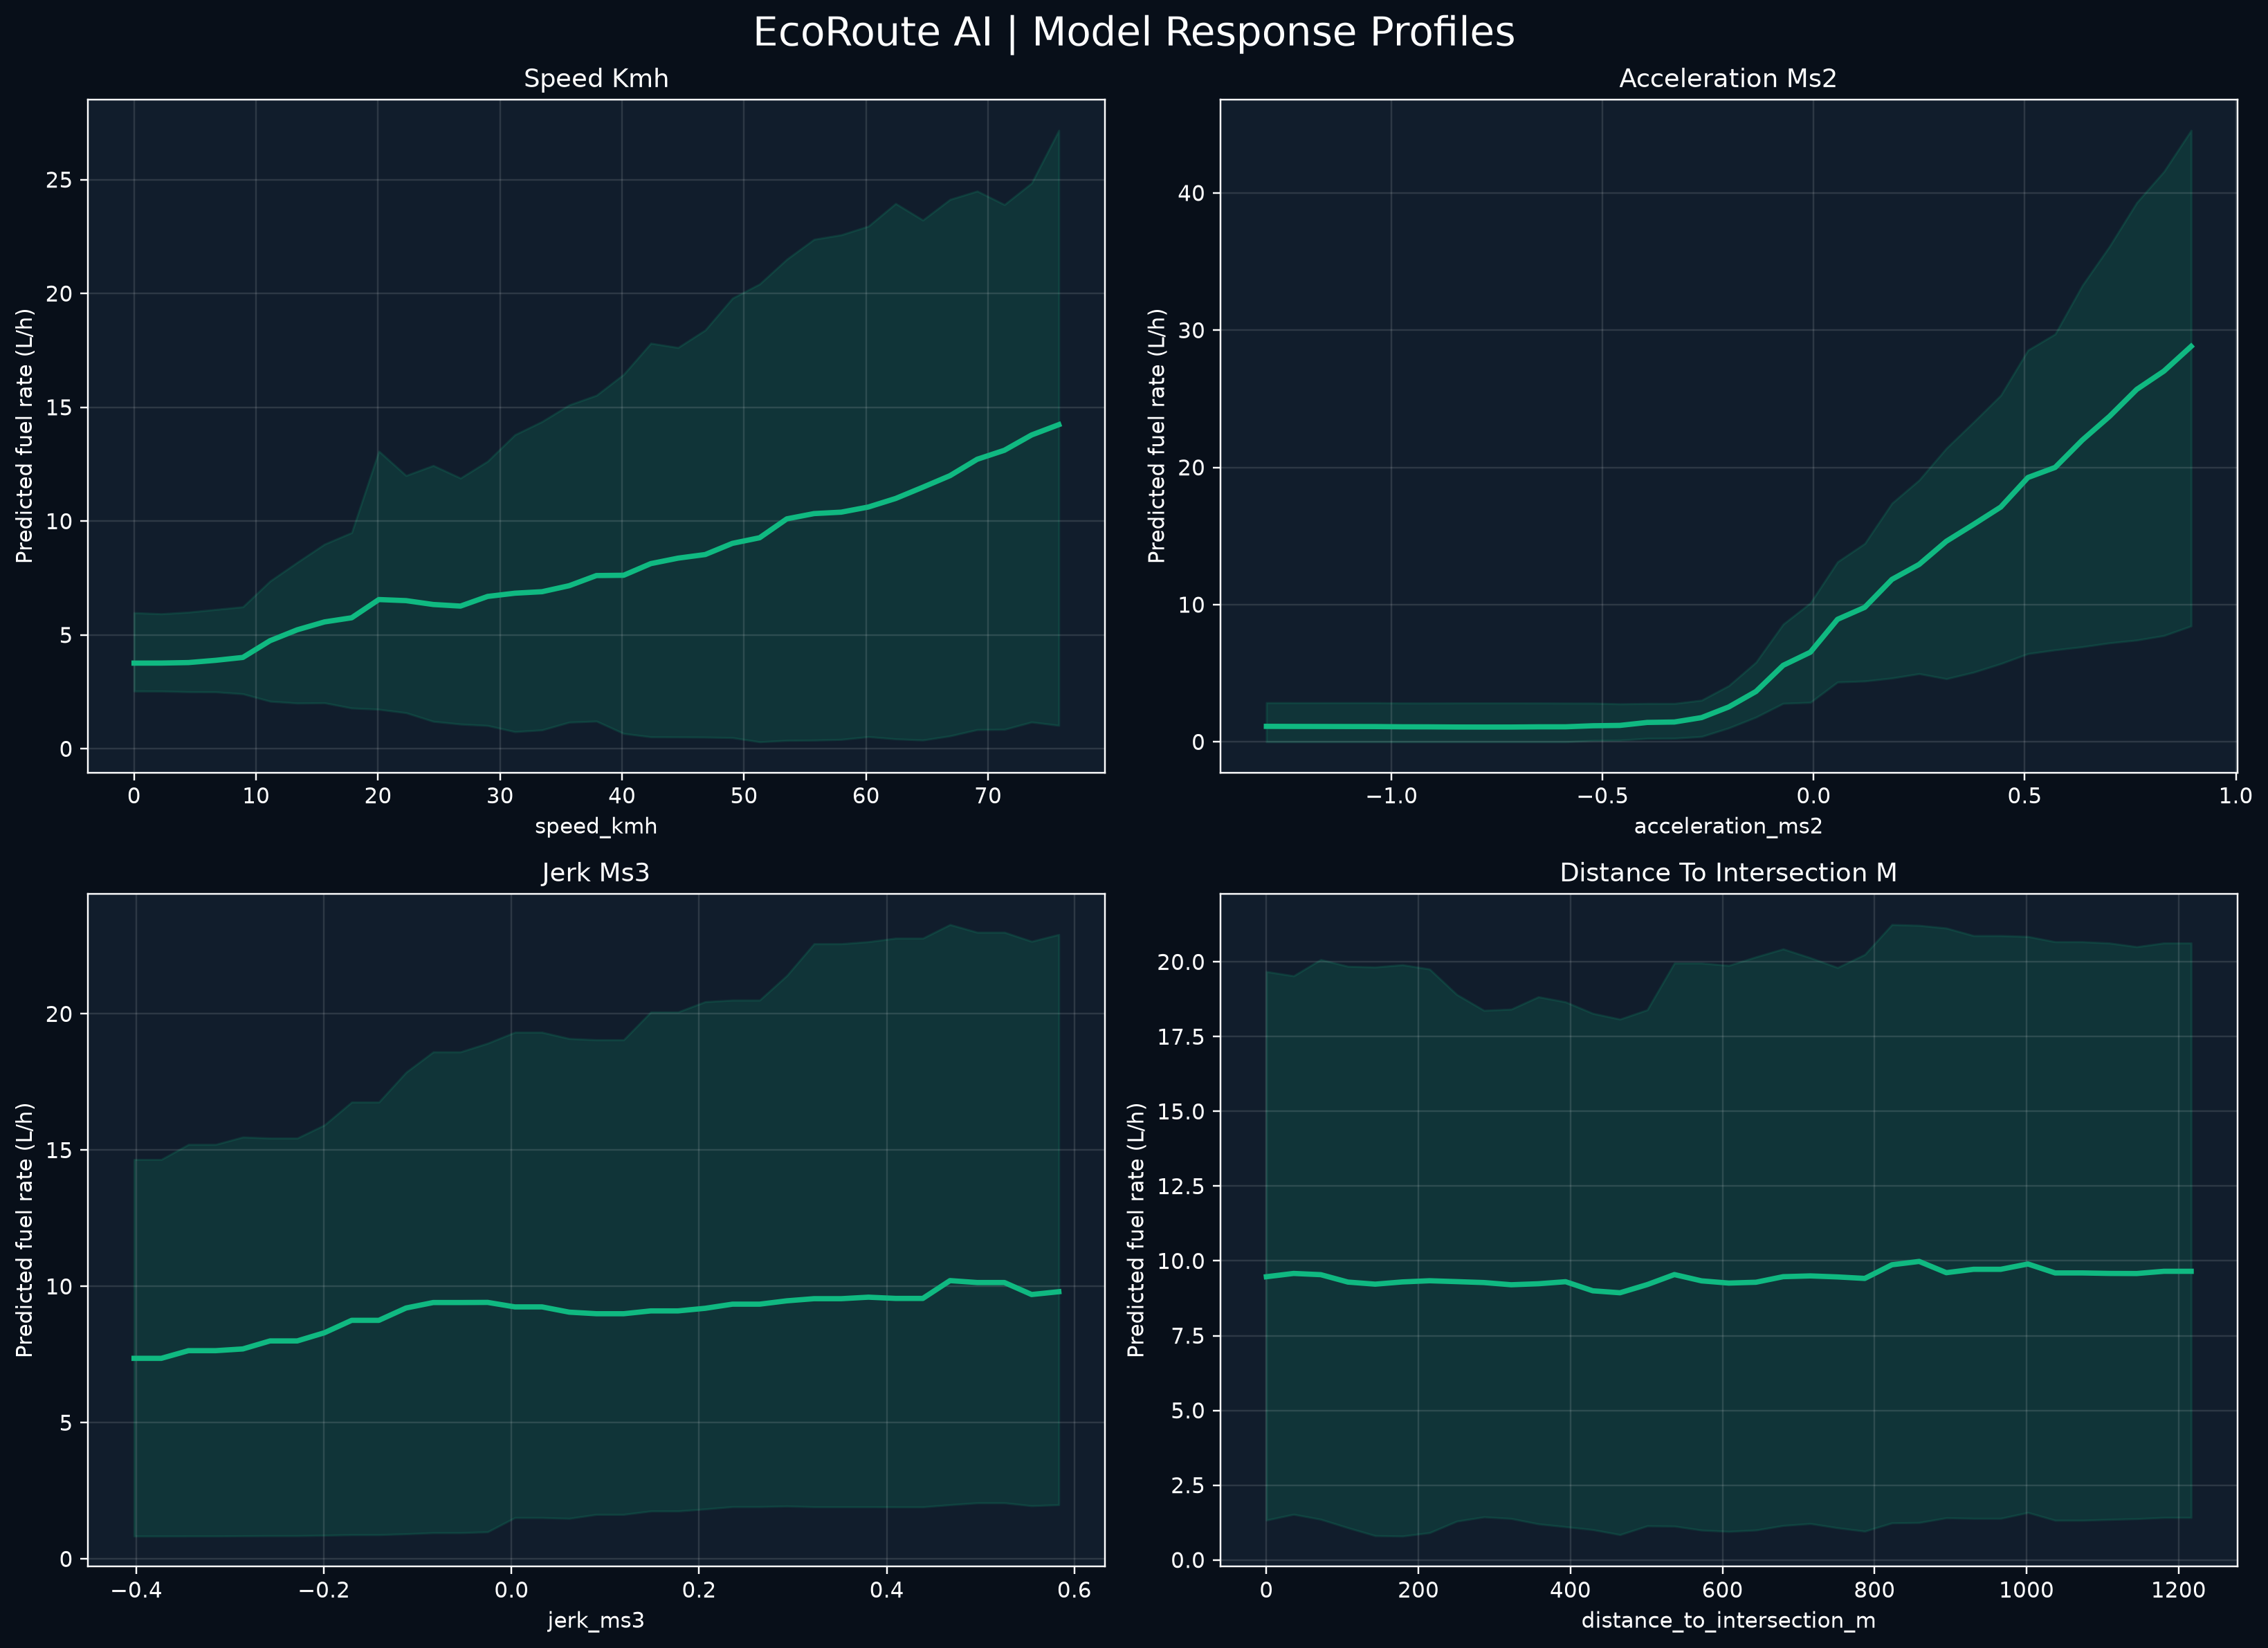 EcoRoute AI | Model Response Profiles
Speed Kmh
Predicted fuel rate (L/h)
25
20
15
10
5
0
0 10 20 30 40 50 60 70
speed_kmh
Acceleration Ms2
Predicted fuel rate (L/h)
40
30
20
10
0
−1.0 −0.5 0.0 0.5 1.0
acceleration_ms2
Jerk Ms3
Predicted fuel rate (L/h)
20
15
10
5
0
−0.4 −0.2 0.0 0.2 0.4 0.6
jerk_ms3
Distance To Intersection M
Predicted fuel rate (L/h)
20.0
17.5
15.0
12.5
10.0
7.5
5.0
2.5
0.0
0 200 400 600 800 1000 1200
distance_to_intersection_m